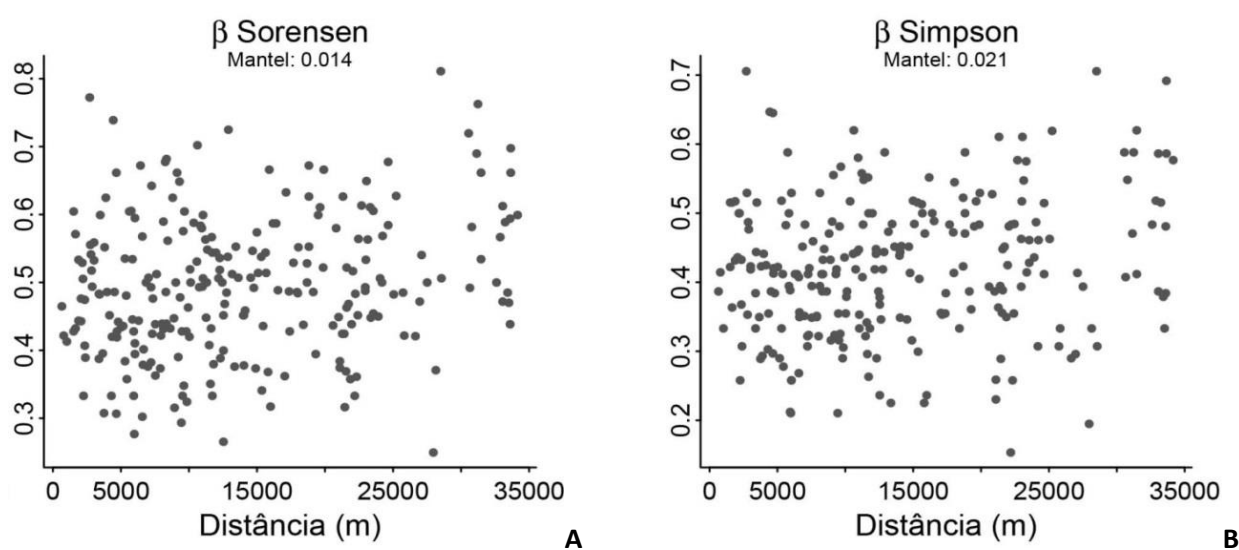 β Sorensen
Mantel: 0.014
0.8
0.7
0.6
0.5
0.4
0.3
0 5000 15000 25000 35000
Distância (m)
A
β Simpson
Mantel: 0.021
0.7
0.6
0.5
0.4
0.3
0.2
0 5000 15000 25000 35000
Distância (m)
B